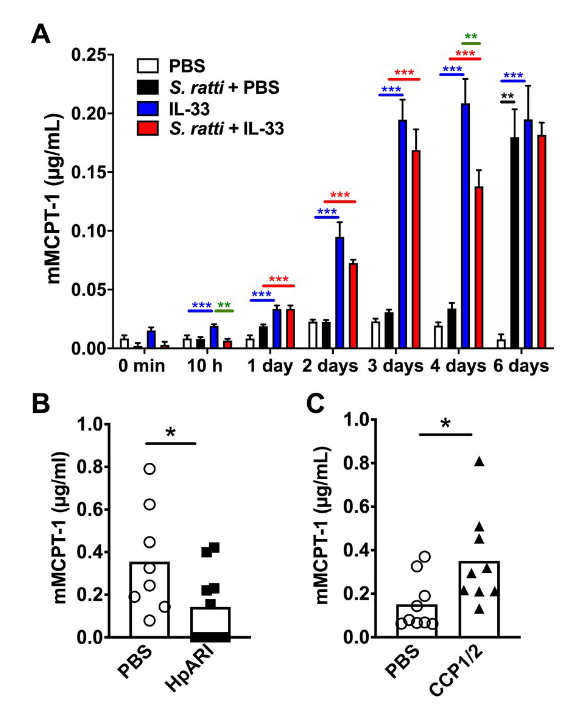 A
mMCPT-1 (µg/mL)
0.25
0.20
0.15
0.10
0.05
0.00
PBS
S. ratti + PBS
IL-33
S. ratti + IL-33
*** ** *** *** *** *** *** *** *** *** ** ** ***
0 min 10 h 1 day 2 days 3 days 4 days 6 days
B
mMCPT-1 (µg/ml)
1.0
0.8
0.6
0.4
0.2
0.0
*
PBS HpARI
C
mMCPT-1 (µg/mL)
1.0
0.8
0.6
0.4
0.2
0.0
*
PBS CCP1/2